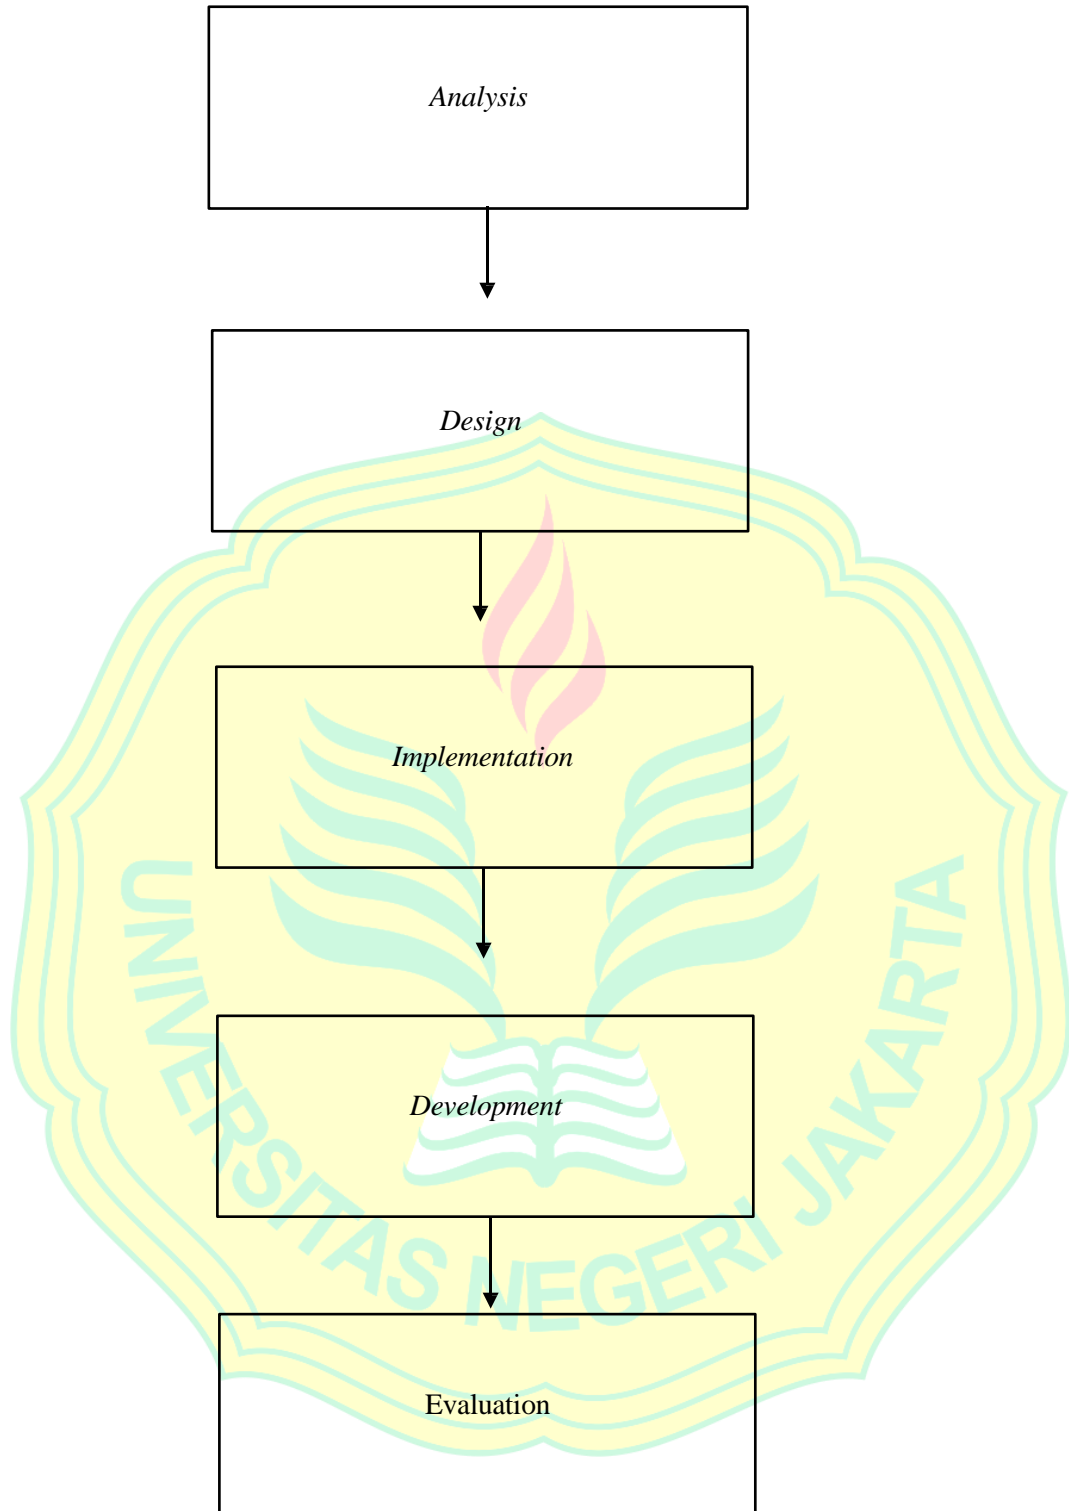 Analysis
Design
Implementation
Development
Evaluation
UNIVERSITAS NEGERI JAKARTA